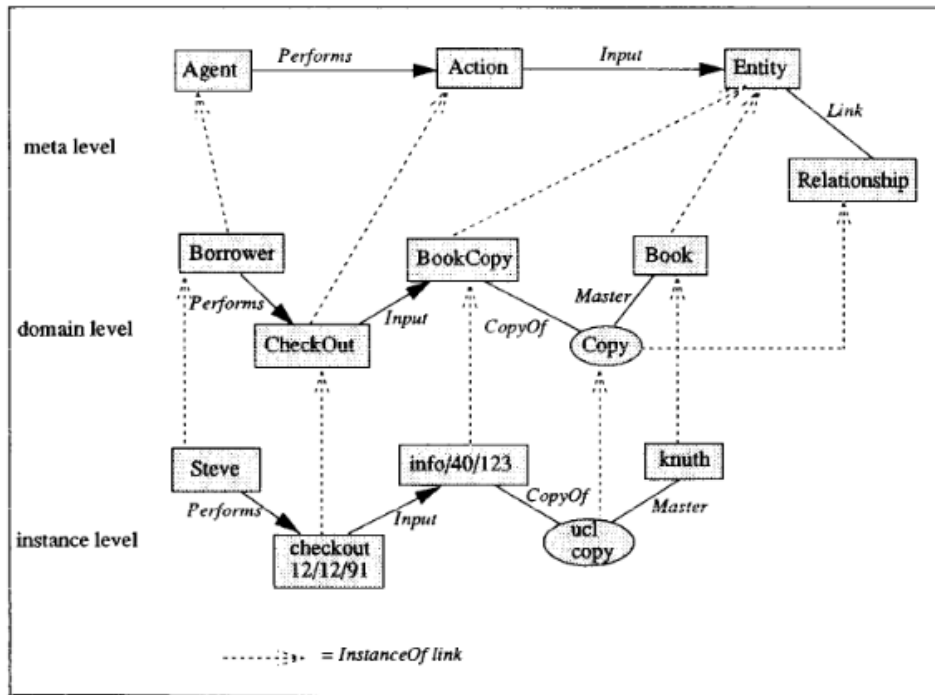 Agent
Performs
Action
Input
Entity
Link
meta level
Relationship
Borrower
BookCopy
Book
Performs
Input
Master
domain level
CheckOut
CopyOf
Copy
Steve
info/40/123
knuth
Performs
Input
CopyOf
Master
instance level
checkout
12/12/91
ucl
copy
= InstanceOf link